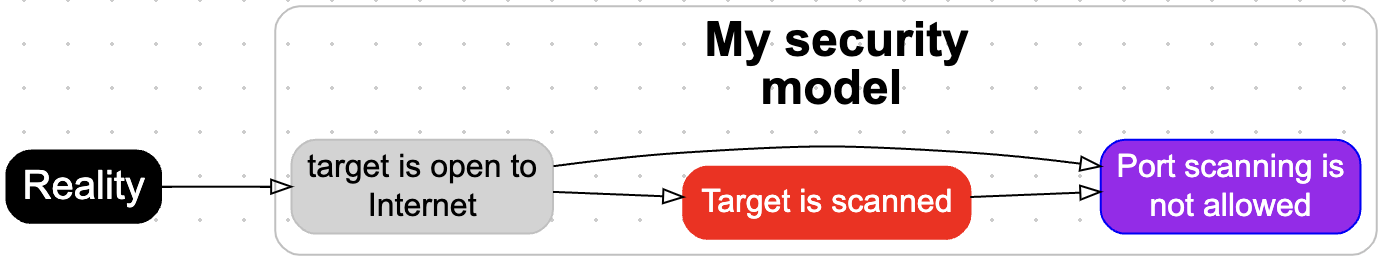 My security
model
Reality
target is open to
Internet
Target is scanned
Port scanning is
not allowed